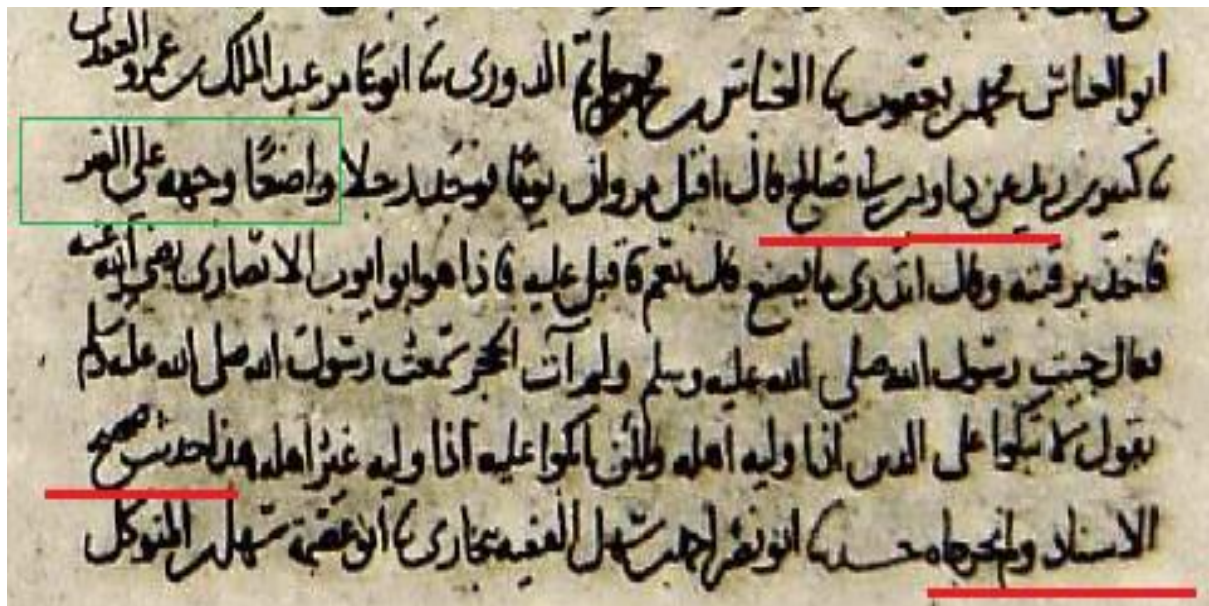 ابو العباس محمد بن يعقوب ثنا العباس بن محمد بن حاتم الدوري ثنا ابو عامر عبد الملك بن عمرو العقدي
ثنا كثير بن زيد عن داود بن ابي صالح قال اقبل مروان يوما فوجد رجلا واضعا وجهه على القبر
فاخذ برقبته وقال اتدري ما يصنع قال نعم فاقبل عليه فاذا هو ابو ايوب الانصاري رضي الله عنه
فقال جيت رسول الله صلى الله عليه وسلم ولم آت الحجر سمعت رسول الله صلى الله عليه وسلم
يقول لا تبكوا على الدين اذا وليه اهله ولكن ابكوا عليه اذا وليه غير اهله هذا حديث صحيح
الاسناد ولم يخرجاه ابو نصر احمد بن سهل الفقيه ببخارى ثنا ابو عصمة سهل بن المتوكل